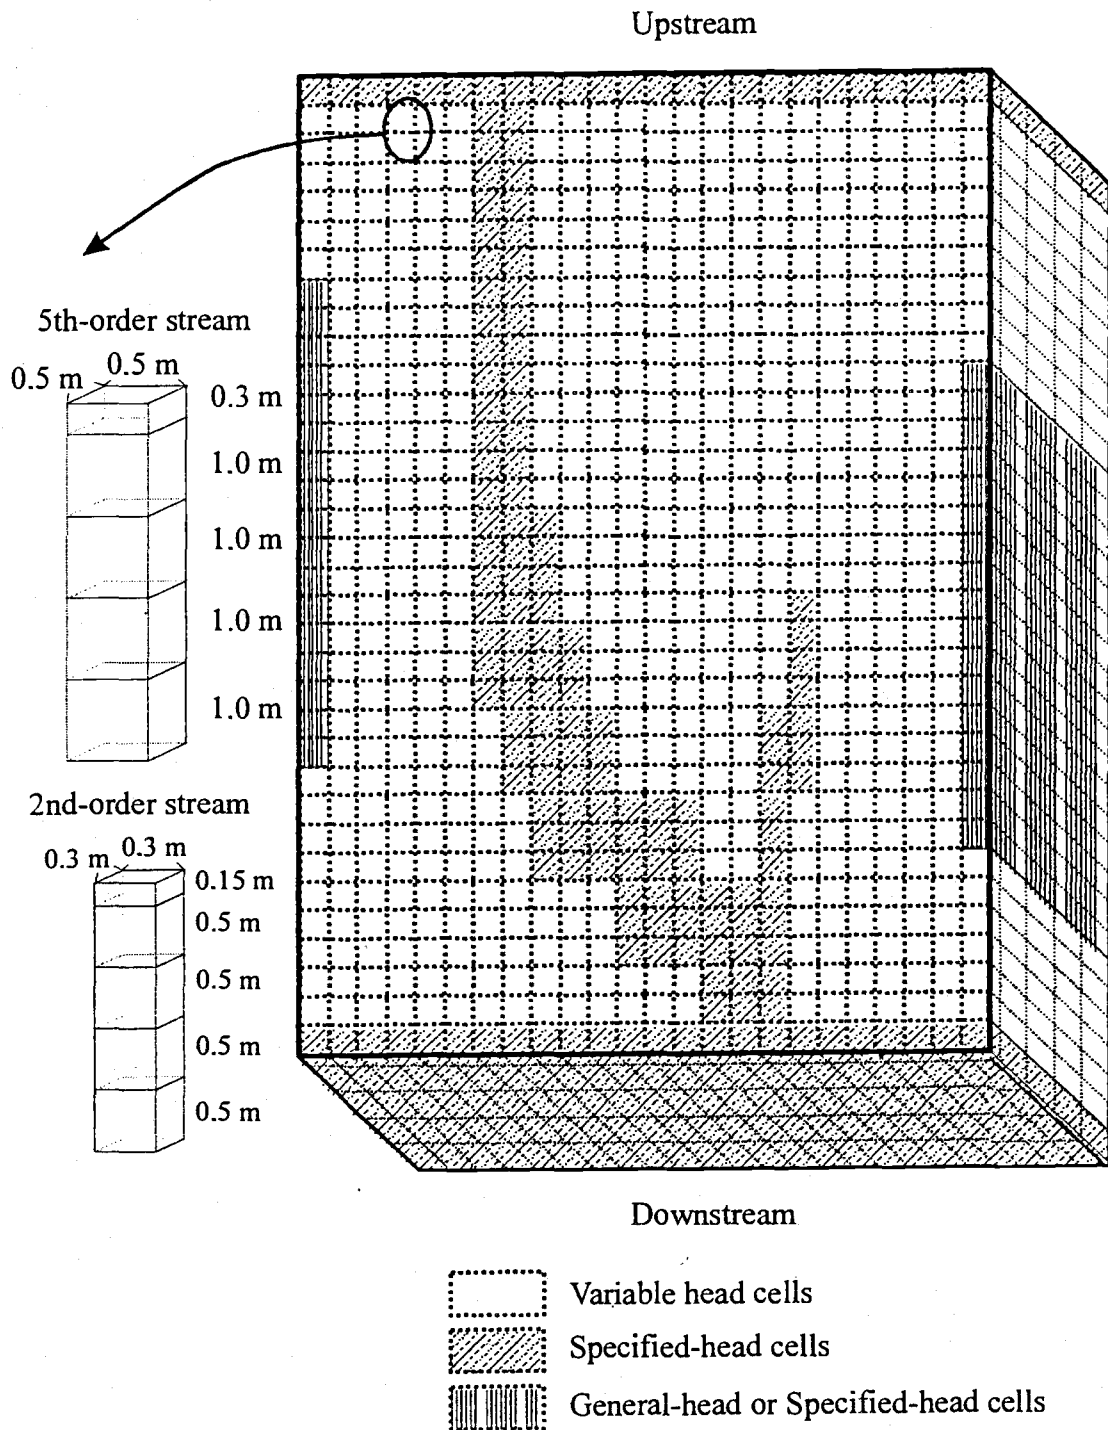 Upstream
5th-order stream
0.5 m
0.5 m
0.3 m
1.0 m
1.0 m
1.0 m
1.0 m
2nd-order stream
0.3 m
0.3 m
0.15 m
0.5 m
0.5 m
0.5 m
0.5 m
Downstream
Variable head cells
Specified-head cells
General-head or Specified-head cells